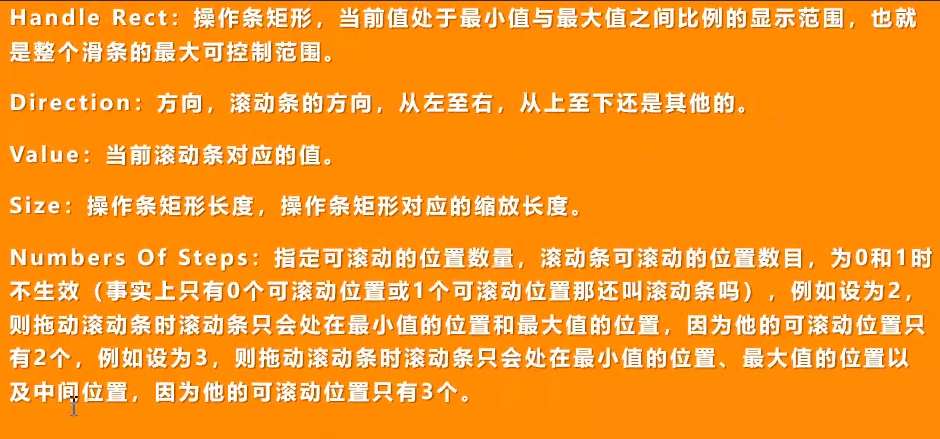 Handle Rect：操作条矩形，当前值处于最小值与最大值之间比例的显示范围，也就
是整个滑条的最大可控制范围。
Direction：方向，滚动条的方向，从左至右，从上至下还是其他的。
Value：当前滚动条对应的值。
Size：操作条矩形长度，操作条矩形对应的缩放长度。
Numbers Of Steps：指定可滚动的位置数量，滚动条可滚动的位置数目，为0和1时
不生效（事实上只有0个可滚动位置或1个可滚动位置那还叫滚动条吗），例如设为2，
则拖动滚动条时滚动条只会处在最小值的位置和最大值的位置，因为他的可滚动位置只
有2个，例如设为3，则拖动滚动条时滚动条只会处在最小值的位置、最大值的位置以
及中间位置，因为他的可滚动位置只有3个。